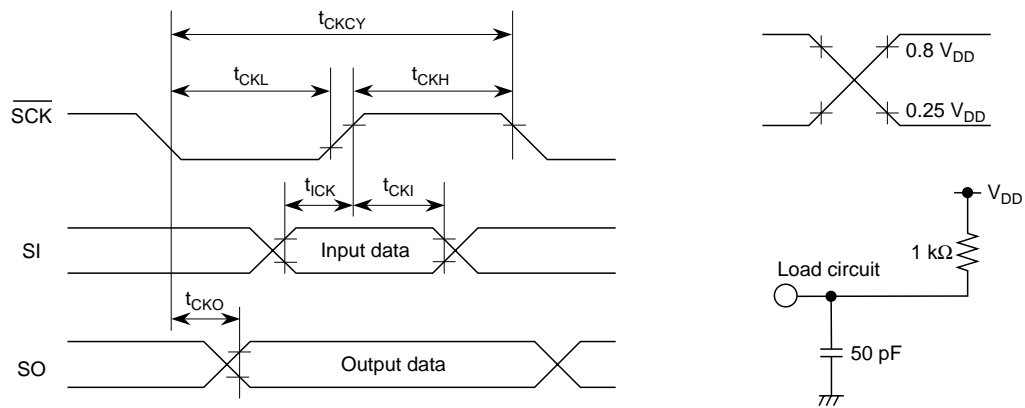 tCKCY
tCKL
tCKH
SCK
tICK
tCKI
SI
Input data
tCKO
SO
Output data
0.8 VDD
0.25 VDD
VDD
1 kΩ
Load circuit
50 pF